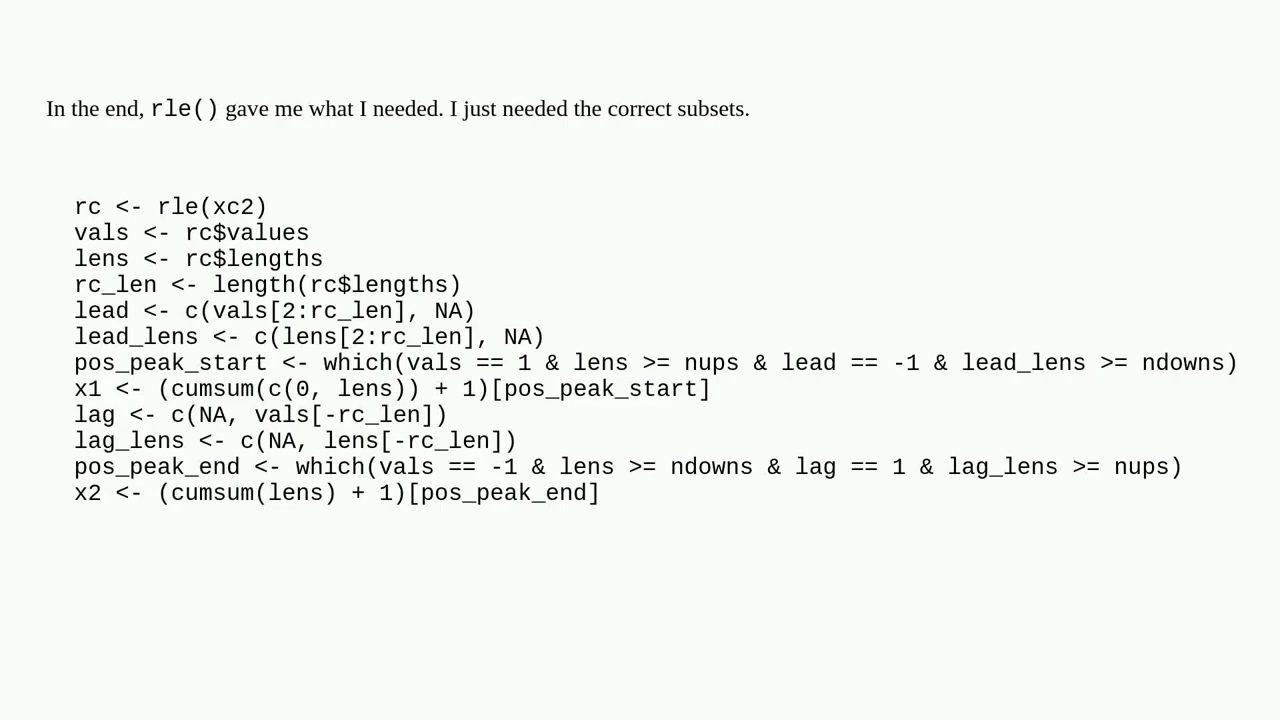 In the end, rle() gave me what I needed. I just needed the correct subsets.
rc <- rle(xc2)
vals <- rc$values
lens <- rc$lengths
rc_len <- length(rc$lengths)
lead <- c(vals[2:rc_len], NA)
lead_lens <- c(lens[2:rc_len], NA)
pos_peak_start <- which(vals == 1 & lens >= nups & lead == -1 & lead_lens >= ndowns)
x1 <- (cumsum(c(0, lens)) + 1)[pos_peak_start]
lag <- c(NA, vals[-rc_len])
lag_lens <- c(NA, lens[-rc_len])
pos_peak_end <- which(vals == -1 & lens >= ndowns & lag == 1 & lag_lens >= nups)
x2 <- (cumsum(lens) + 1)[pos_peak_end]